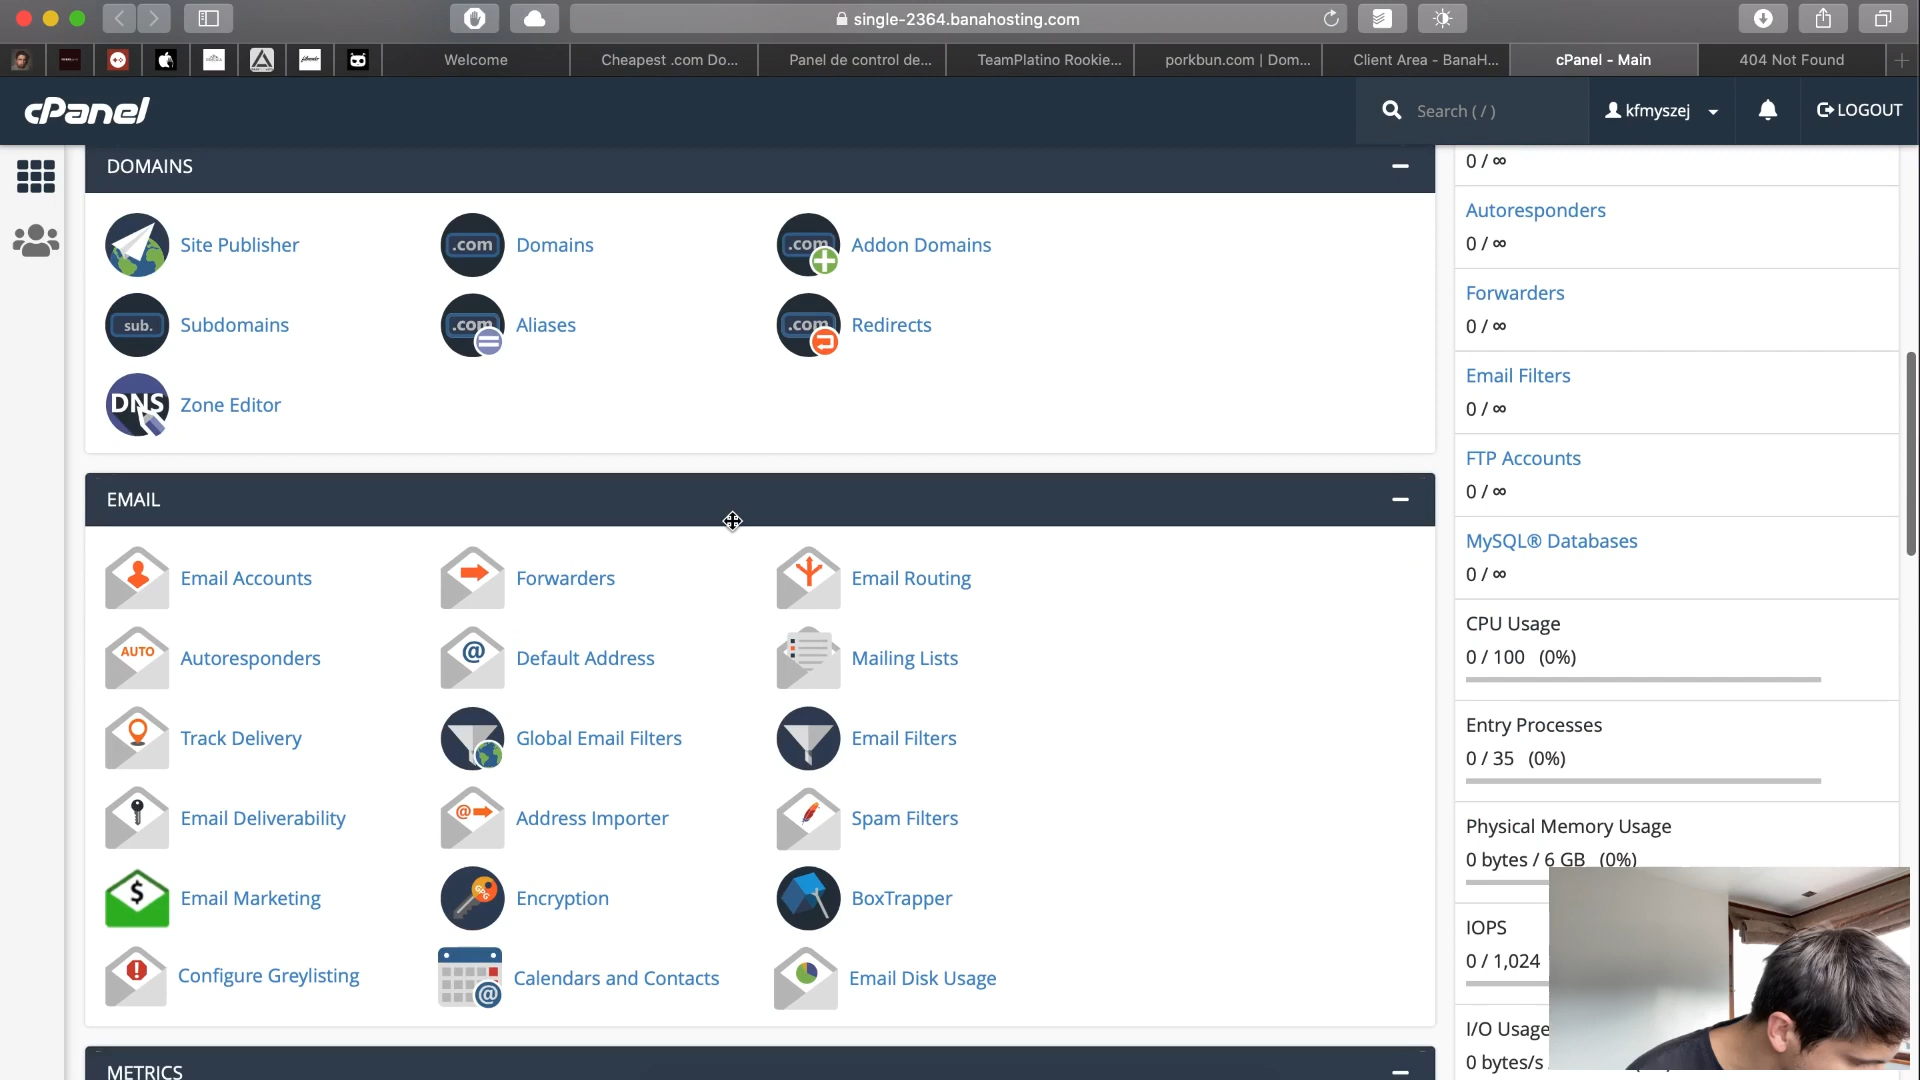 single-2364.banahosting.com
Welcome
Cheapest .com Do...
Panel de control de...
TeamPlatino Rookie...
porkbun.com | Dom...
Client Area - BanaH...
cPanel - Main
404 Not Found
cPanel
Search ( / )
kfmyszej
LOGOUT
DOMAINS
Site Publisher
.com Domains
.com Addon Domains
sub. Subdomains
.com Aliases
.com Redirects
DNS Zone Editor
EMAIL
Email Accounts
Forwarders
Email Routing
AUTO Autoresponders
@ Default Address
Mailing Lists
Track Delivery
Global Email Filters
Email Filters
Email Deliverability
@ Address Importer
Spam Filters
$ Email Marketing
GPG Encryption
BoxTrapper
! Configure Greylisting
@ Calendars and Contacts
Email Disk Usage
METRICS
0 / ∞
Autoresponders
0 / ∞
Forwarders
0 / ∞
Email Filters
0 / ∞
FTP Accounts
0 / ∞
MySQL® Databases
0 / ∞
CPU Usage
0 / 100 (0%)
Entry Processes
0 / 35 (0%)
Physical Memory Usage
0 bytes / 6 GB (0%)
IOPS
0 / 1,024
I/O Usage
0 bytes/s